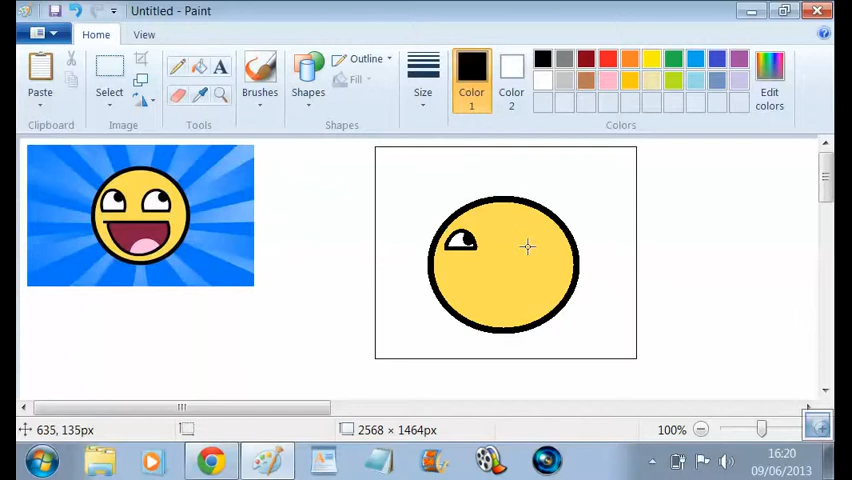 Untitled - Paint
Home
View
Paste
Select
Brushes
Shapes
Outline
Fill
Size
Color
1
Color
2
Edit
colors
Clipboard
Image
Tools
Shapes
Colors
635, 135px
2568 × 1464px
100%
16:20
09/06/2013